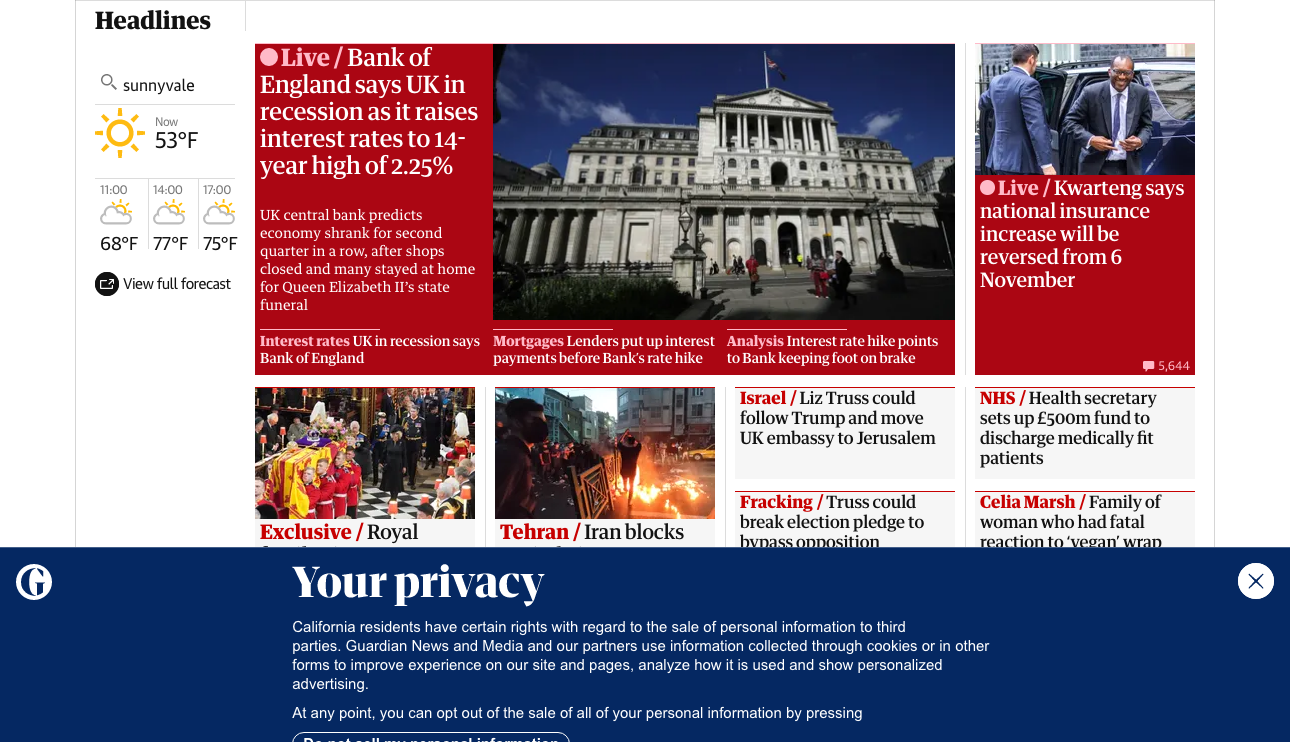 Headlines
sunnyvale
Now
53°F
11:00
14:00
17:00
68°F
77°F
75°F
View full forecast
Live / Bank of
England says UK in
recession as it raises
interest rates to 14-
year high of 2.25%
UK central bank predicts
economy shrank for second
quarter in a row, after shops
closed and many stayed at home
for Queen Elizabeth II’s state
funeral
Interest rates UK in recession says
Bank of England
Mortgages Lenders put up interest
payments before Bank’s rate hike
Analysis Interest rate hike points
to Bank keeping foot on brake
Live / Kwarteng says
national insurance
increase will be
reversed from 6
November
5,644
Exclusive / Royal
Tehran / Iran blocks
Israel / Liz Truss could
follow Trump and move
UK embassy to Jerusalem
NHS / Health secretary
sets up £500m fund to
discharge medically fit
patients
Fracking / Truss could
break election pledge to
bypass opposition
Celia Marsh / Family of
woman who had fatal
reaction to ‘vegan’ wrap
Your privacy
California residents have certain rights with regard to the sale of personal information to third
parties. Guardian News and Media and our partners use information collected through cookies or in other
forms to improve experience on our site and pages, analyze how it is used and show personalized
advertising.
At any point, you can opt out of the sale of all of your personal information by pressing
Do not sell my personal information